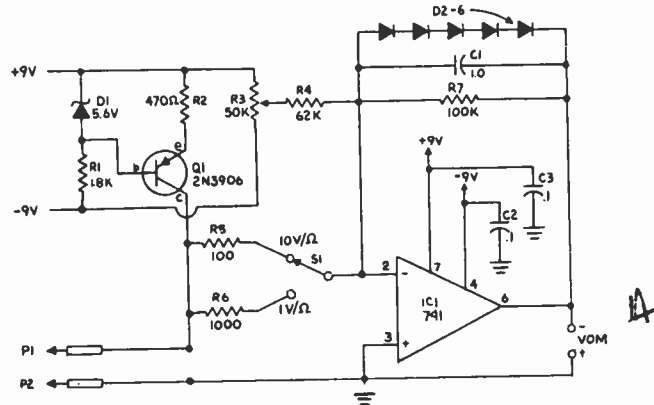 D2-6
+9V
D1
5.6V
470Ω
R2
R3
50K
R4
62K
C1
1.0
R7
100K
+9V
-9V
C3
.1
C2
.1
R1
1.8K
b
e
c
Q1
2N3906
-9V
R5
100
10V/Ω
S1
R6
1000
1V/Ω
2
-
7
4
IC1
741
6
3
+
P1
P2
-
VOM
+